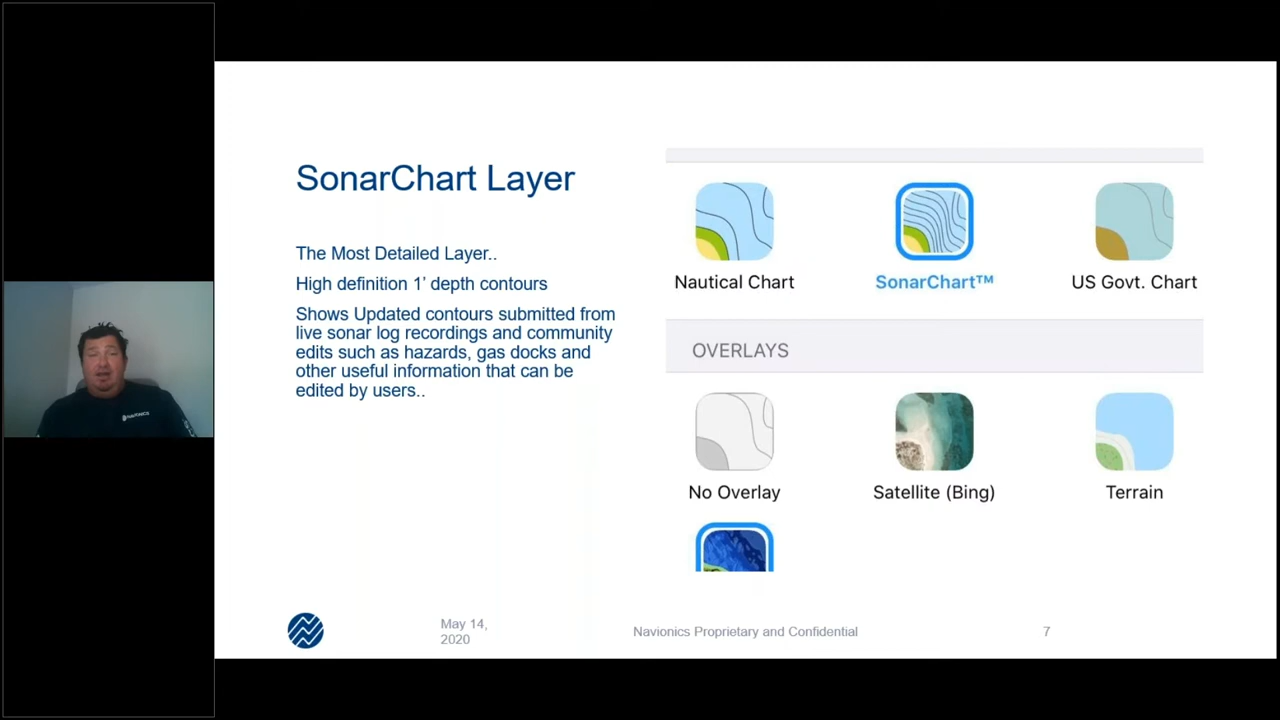 SonarChart Layer
The Most Detailed Layer..
High definition 1’ depth contours
Shows Updated contours submitted from
live sonar log recordings and community
edits such as hazards, gas docks and
other useful information that can be
edited by users..
Nautical Chart
SonarChart™
US Govt. Chart
OVERLAYS
No Overlay
Satellite (Bing)
Terrain
May 14,
2020
Navionics Proprietary and Confidential
7
NAVIONICS